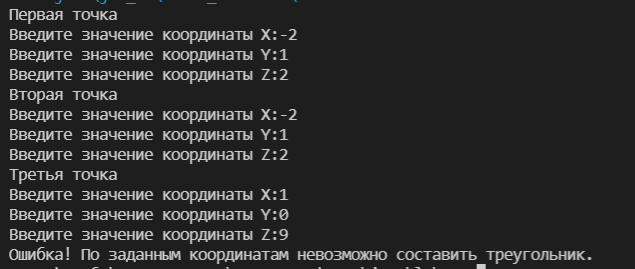 Первая точка
Введите значение координаты X:-2
Введите значение координаты Y:1
Введите значение координаты Z:2
Вторая точка
Введите значение координаты X:-2
Введите значение координаты Y:1
Введите значение координаты Z:2
Третья точка
Введите значение координаты X:1
Введите значение координаты Y:0
Введите значение координаты Z:9
Ошибка! По заданным координатам невозможно составить треугольник.